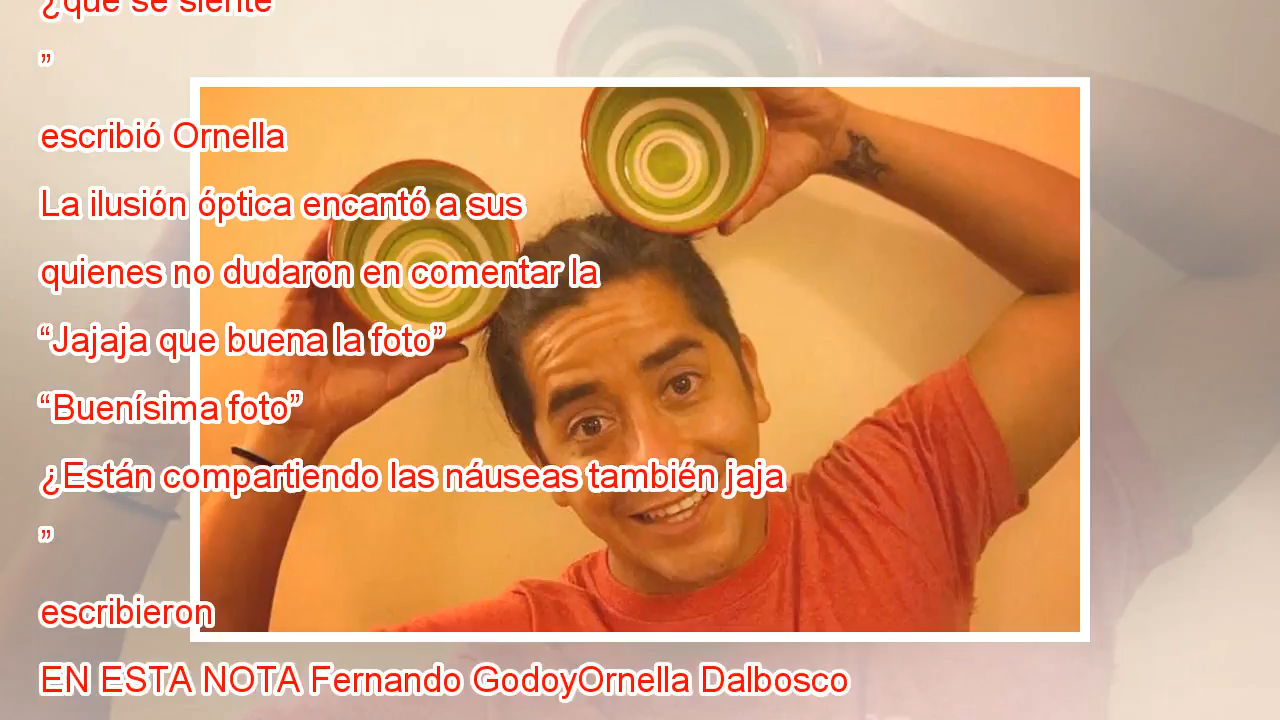 ¿que se siente
”
escribió Ornella
La ilusión óptica encantó a sus
quienes no dudaron en comentar la
“Jajaja que buena la foto”
“Buenísima foto”
¿Están compartiendo las náuseas también jaja
”
escribieron
EN ESTA NOTA Fernando GodoyOrnella Dalbosco